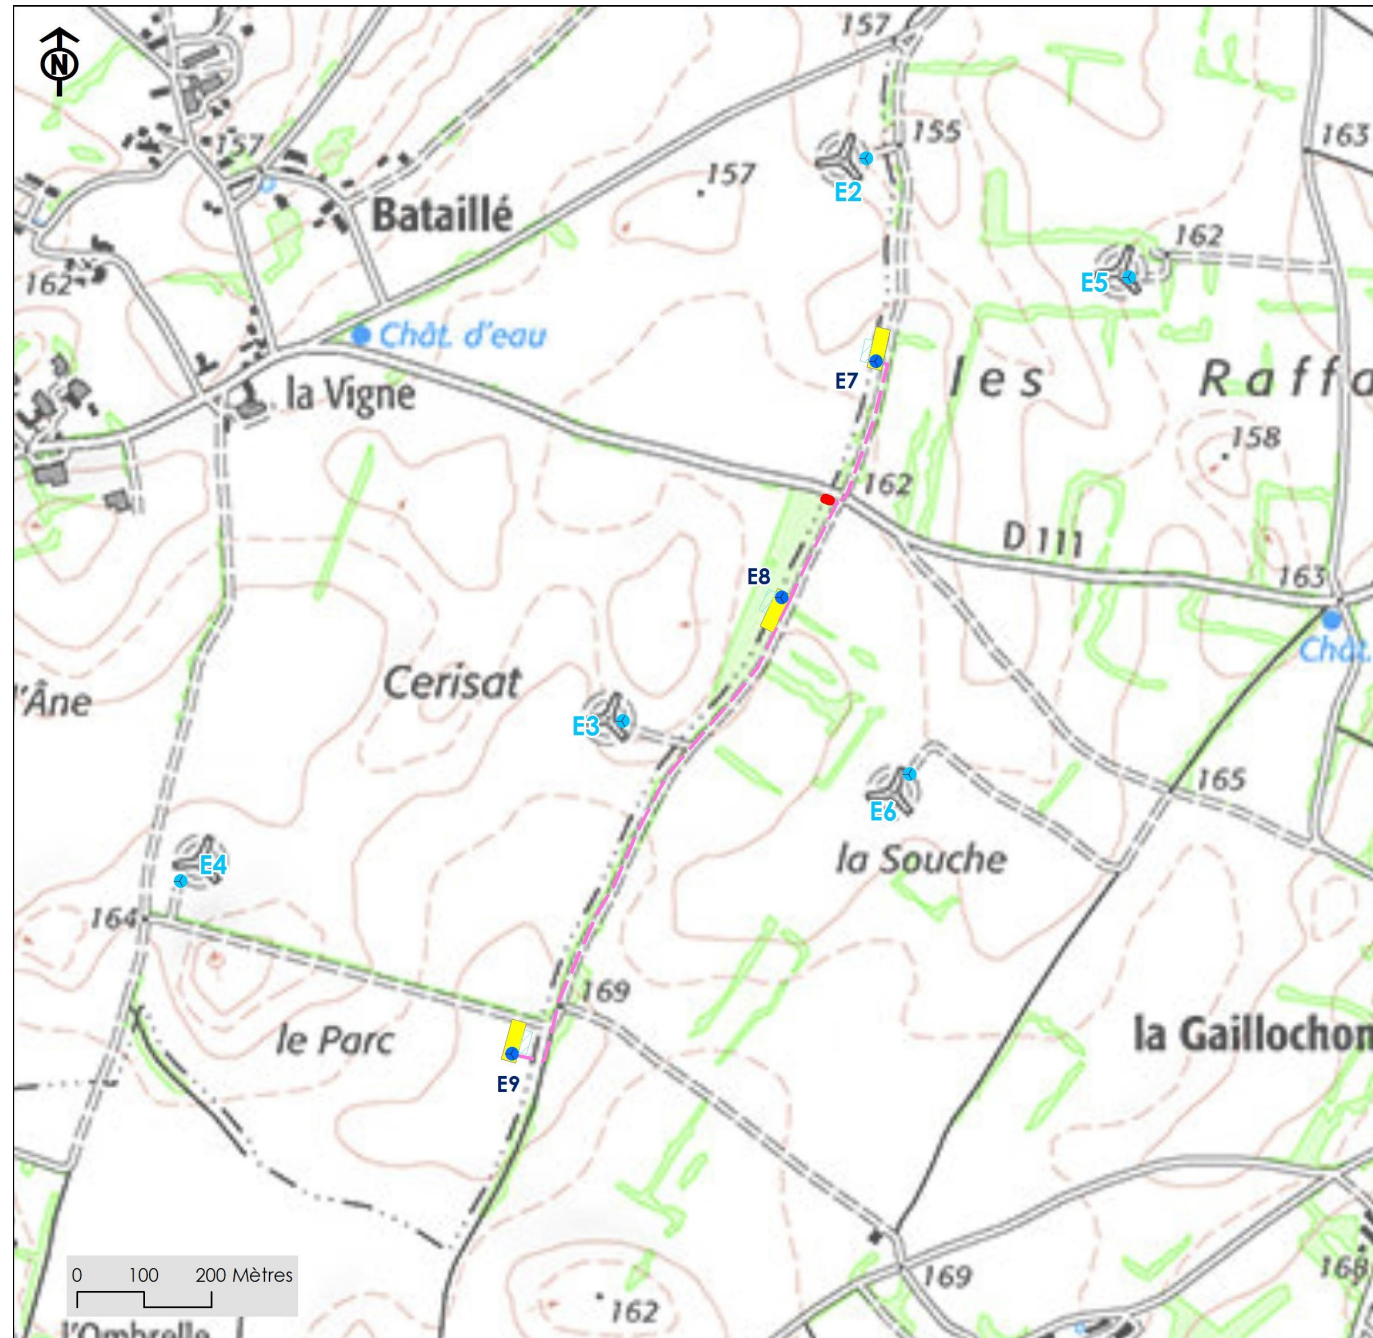 N
157
155
163
157
157
E2
Bataillé
162
E5
162
Chât. d'eau
E7
les Raffa
la Vigne
158
162
D 111
E8
163
Chât.
Cerisat
l'Âne
E3
165
E6
la Souche
E4
164
169
le Parc
la Gaillochon
E9
0 100 200 Mètres
169
168
162
l'Ombrelle